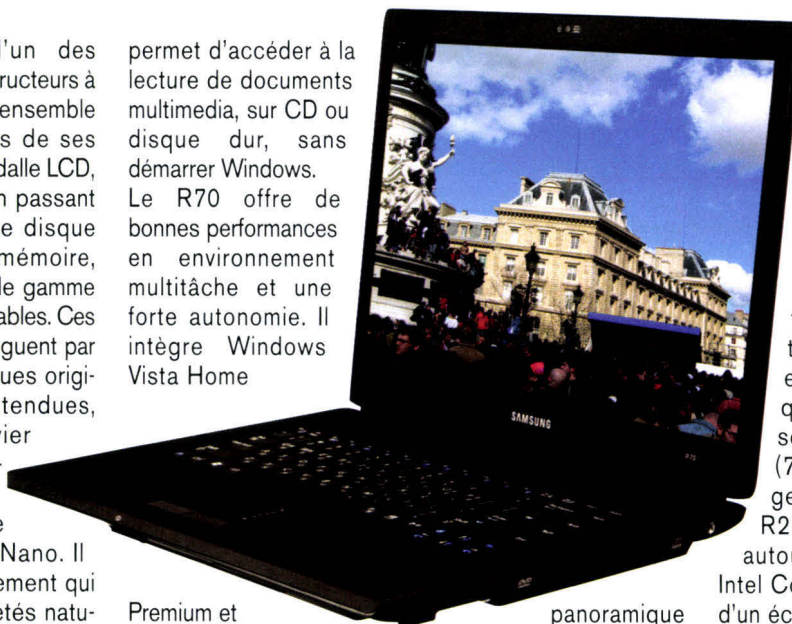 l'un des
ructeurs à
ensemble
s de ses
dalle LCD,
n passant
e disque
mémoire,
le gamme
ables. Ces
guent par
ues origi-
tendues,
vier
Nano. Il
ement qui
etés natu-
permet d'accéder à la
lecture de documents
multimedia, sur CD ou
disque dur, sans
démarrer Windows.
Le R70 offre de
bonnes performances
en environnement
multitâche et une
forte autonomie. Il
intègre Windows
Vista Home
Premium et
SAMSUNG
R70
panoramique
(7
ge
R2
autou
Intel Co
d'un éc